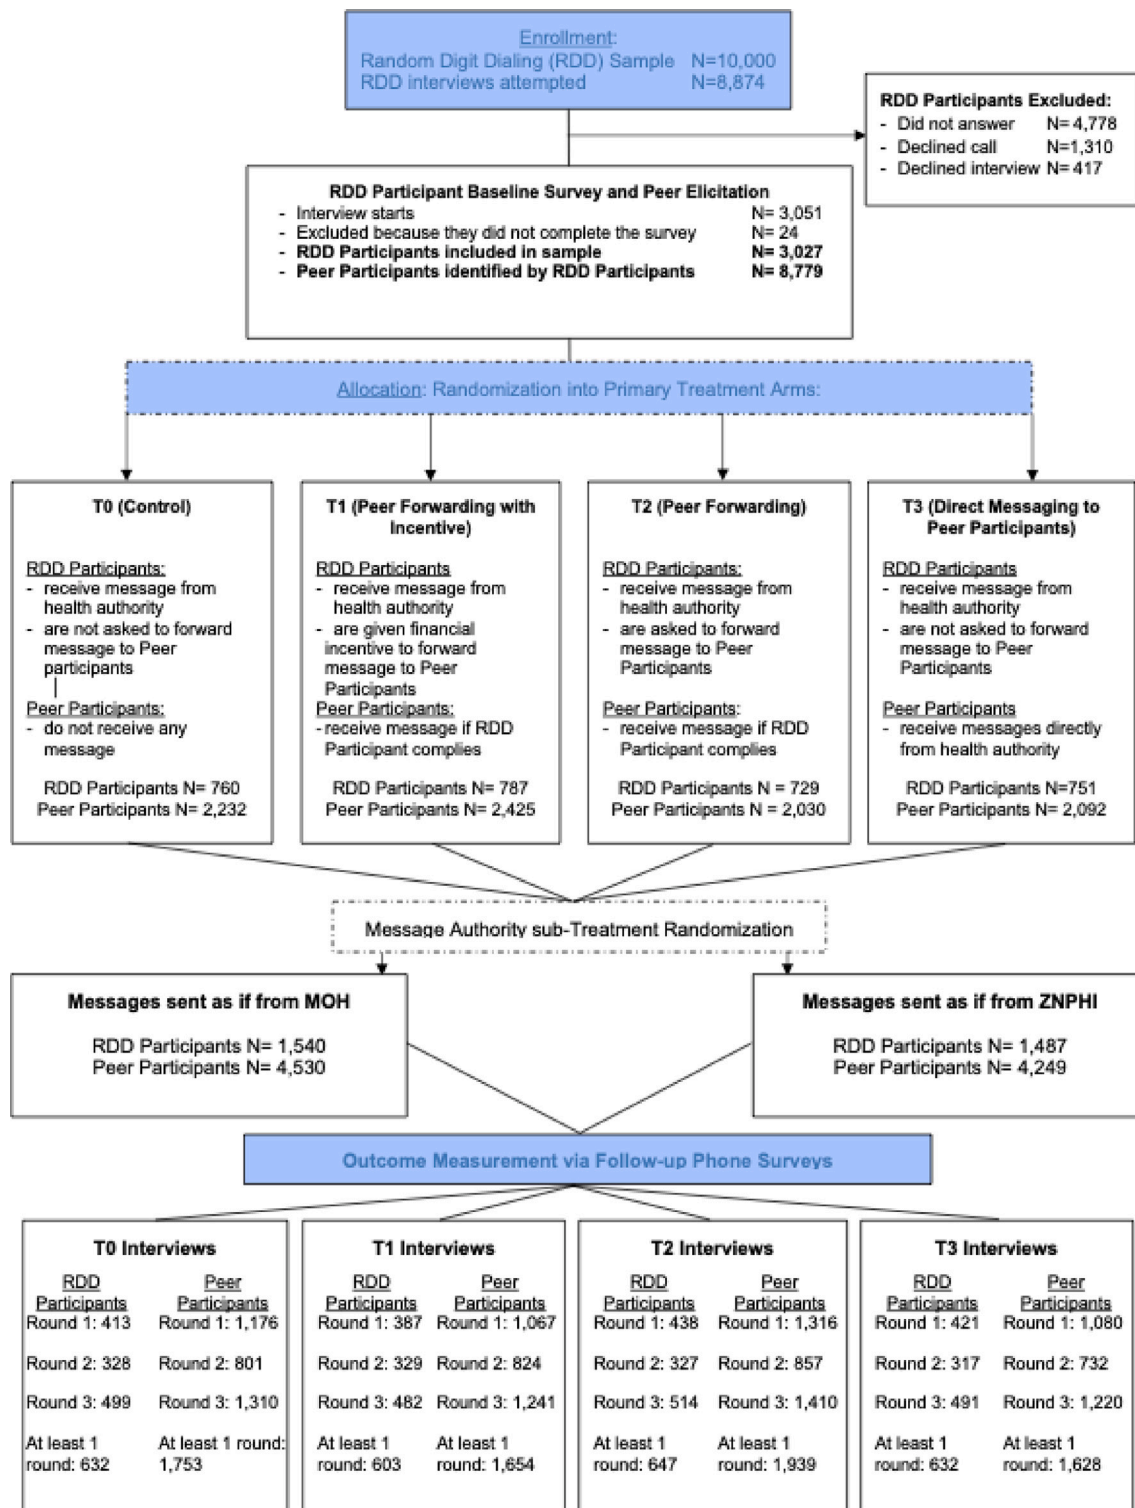 Enrollment:
Random Digit Dialing (RDD) Sample N=10,000
RDD interviews attempted N=8,874
RDD Participants Excluded:
- Did not answer N= 4,778
- Declined call N=1,310
- Declined interview N= 417
RDD Participant Baseline Survey and Peer Elicitation
- Interview starts N= 3,051
- Excluded because they did not complete the survey N= 24
- RDD Participants included in sample N= 3,027
- Peer Participants identified by RDD Participants N= 8,779
Allocation: Randomization into Primary Treatment Arms:
T0 (Control)
RDD Participants:
- receive message from
health authority
- are not asked to forward
message to Peer
participants
Peer Participants:
- do not receive any
message
RDD Participants N= 760
Peer Participants N= 2,232
T1 (Peer Forwarding with
Incentive)
RDD Participants
- receive message from
health authority
- are given financial
incentive to forward
message to Peer
Participants
Peer Participants:
- receive message if RDD
Participant complies
RDD Participants N= 787
Peer Participants N= 2,425
T2 (Peer Forwarding)
RDD Participants:
- receive message from
health authority
- are asked to forward
message to Peer
Participants
Peer Participants:
- receive message if RDD
Participant complies
RDD Participants N = 729
Peer Participants N = 2,030
T3 (Direct Messaging to
Peer Participants)
RDD Participants
- receive message from
health authority
- are not asked to forward
message to Peer
Participants
Peer Participants
- receive messages directly
from health authority
RDD Participants N=751
Peer Participants N= 2,092
Message Authority sub-Treatment Randomization
Messages sent as if from MOH
RDD Participants N= 1,540
Peer Participants N= 4,530
Messages sent as if from ZNPHI
RDD Participants N= 1,487
Peer Participants N= 4,249
Outcome Measurement via Follow-up Phone Surveys
T0 Interviews
RDD Peer
Participants Participants
Round 1: 413 Round 1: 1,176
Round 2: 328 Round 2: 801
Round 3: 499 Round 3: 1,310
At least 1 At least 1 round:
round: 632 1,753
T1 Interviews
RDD Peer
Participants Participants
Round 1: 387 Round 1: 1,067
Round 2: 329 Round 2: 824
Round 3: 482 Round 3: 1,241
At least 1 At least 1
round: 603 round: 1,654
T2 Interviews
RDD Peer
Participants Participants
Round 1: 438 Round 1: 1,316
Round 2: 327 Round 2: 857
Round 3: 514 Round 3: 1,410
At least 1 At least 1
round: 647 round: 1,939
T3 Interviews
RDD Peer
Participants Participants
Round 1: 421 Round 1: 1,080
Round 2: 317 Round 2: 732
Round 3: 491 Round 3: 1,220
At least 1 At least 1
round: 632 round: 1,628